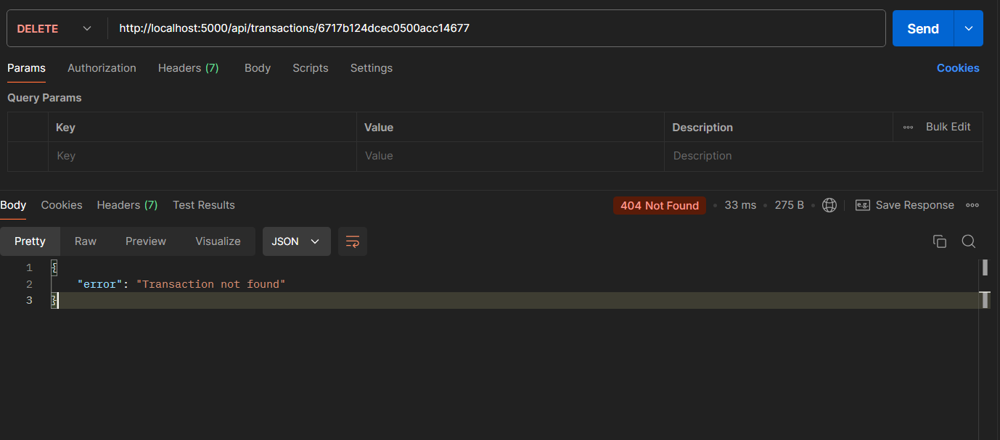 DELETE http://localhost:5000/api/transactions/6717b124dcec0500acc14677 Send
Params Authorization Headers (7) Body Scripts Settings Cookies
Query Params
Key Value Description Bulk Edit
Key Value Description
Body Cookies Headers (7) Test Results 404 Not Found 33 ms 275 B e.g. Save Response
Pretty Raw Preview Visualize JSON
1 {
2 "error": "Transaction not found"
3 }